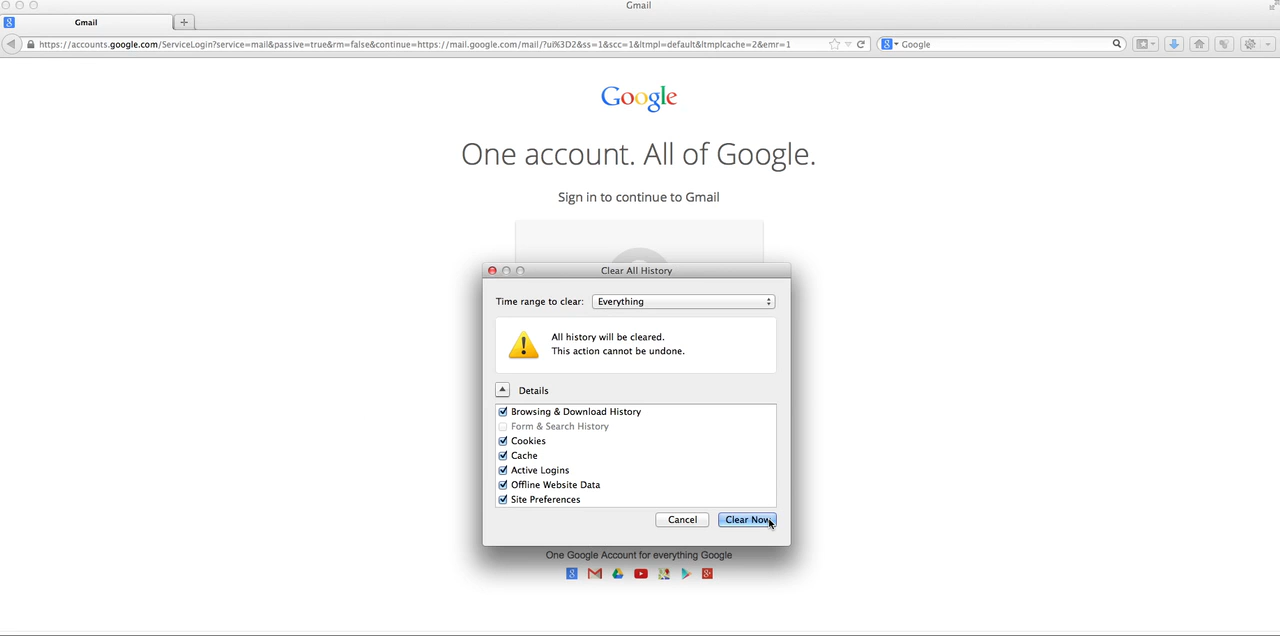 Gmail
Gmail
https://accounts.google.com/ServiceLogin?service=mail&passive=true&rm=false&continue=https://mail.google.com/mail/?ui%3D2&ss=1&scc=1&ltmpl=default&ltmplcache=2&emr=1
Google
Google
One account. All of Google.
Sign in to continue to Gmail
Clear All History
Time range to clear: Everything
All history will be cleared.
This action cannot be undone.
Details
Browsing & Download History
Form & Search History
Cookies
Cache
Active Logins
Offline Website Data
Site Preferences
Cancel
Clear Now
One Google Account for everything Google